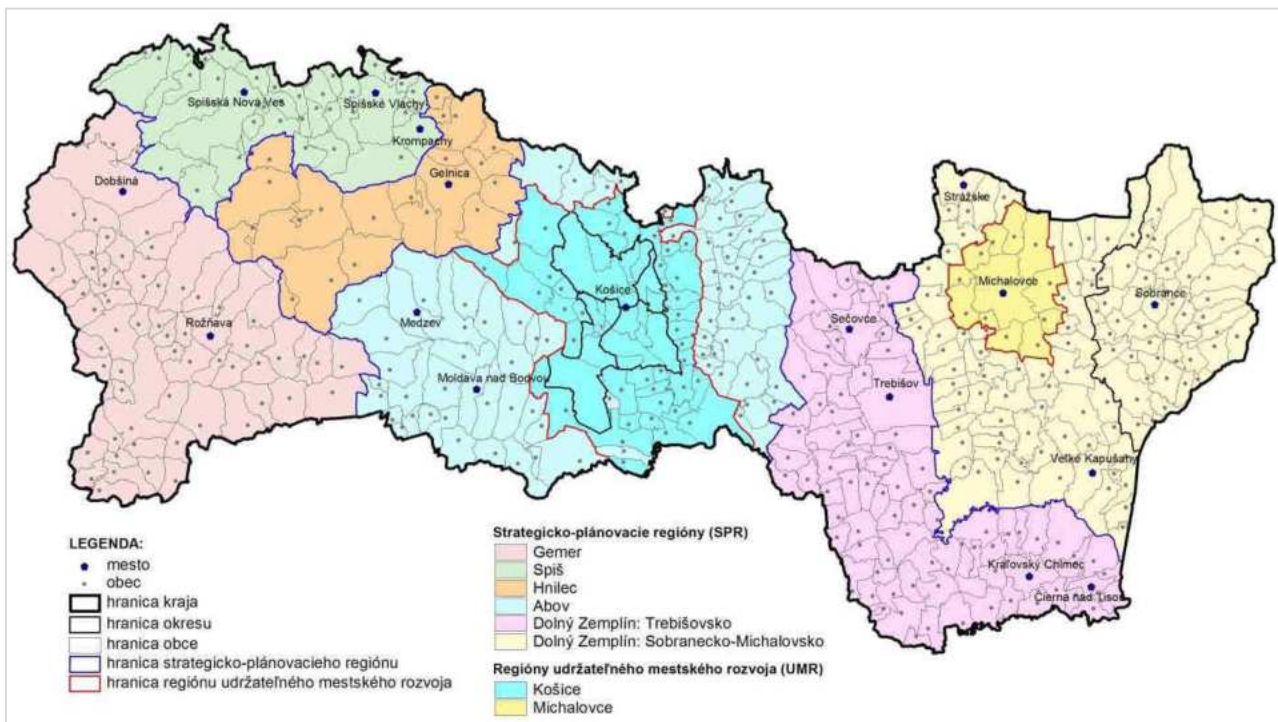 Spišská Nová Ves
Spišské Vlachy
Krompachy
Dobšiná
Gelnica
Strážske
Michalovce
Sobrance
Košice
Rožňava
Medzev
Sečovce
Moldava nad Bodvou
Trebišov
Veľké Kapušany
Kráľovský Chlmec
Čierna nad Tisou
LEGENDA:
mesto
obec
hranica kraja
hranica okresu
hranica obce
hranica strategicko-plánovacieho regiónu
hranica regiónu udržateľného mestského rozvoja
Strategicko-plánovacie regióny (SPR)
Gemer
Spiš
Hnilec
Abov
Dolný Zemplín: Trebišovsko
Dolný Zemplín: Sobranecko-Michalovsko
Regióny udržateľného mestského rozvoja (UMR)
Košice
Michalovce